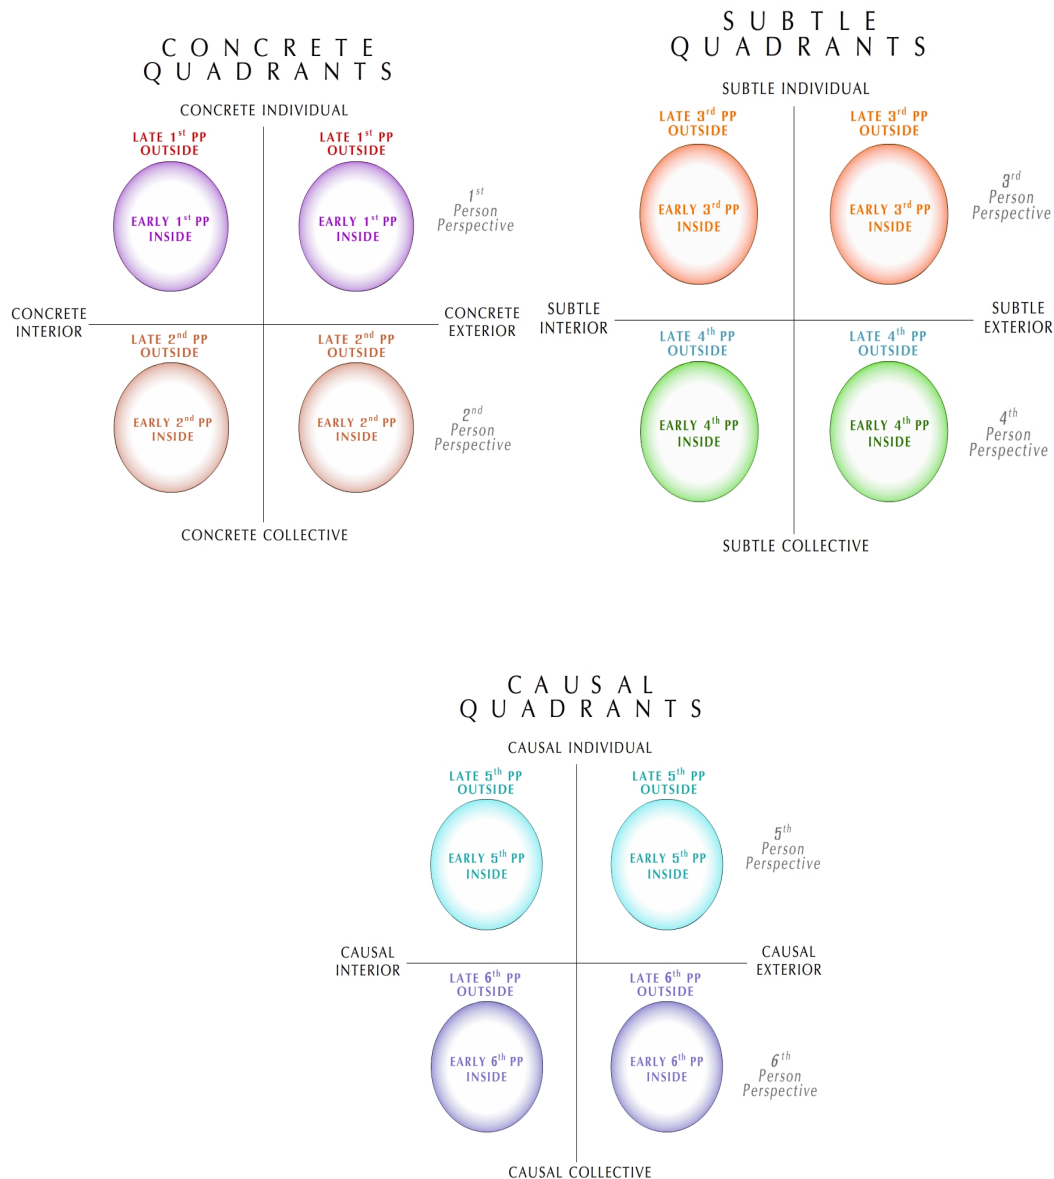 CONCRETE
QUADRANTS
CONCRETE INDIVIDUAL
LATE 1st PP
OUTSIDE
LATE 1st PP
OUTSIDE
EARLY 1st PP
INSIDE
EARLY 1st PP
INSIDE
1st
Person
Perspective
CONCRETE
INTERIOR
CONCRETE
EXTERIOR
LATE 2nd PP
OUTSIDE
LATE 2nd PP
OUTSIDE
EARLY 2nd PP
INSIDE
EARLY 2nd PP
INSIDE
2nd
Person
Perspective
CONCRETE COLLECTIVE
SUBTLE
QUADRANTS
SUBTLE INDIVIDUAL
LATE 3rd PP
OUTSIDE
LATE 3rd PP
OUTSIDE
EARLY 3rd PP
INSIDE
EARLY 3rd PP
INSIDE
3rd
Person
Perspective
SUBTLE
INTERIOR
SUBTLE
EXTERIOR
LATE 4th PP
OUTSIDE
LATE 4th PP
OUTSIDE
EARLY 4th PP
INSIDE
EARLY 4th PP
INSIDE
4th
Person
Perspective
SUBTLE COLLECTIVE
CAUSAL
QUADRANTS
CAUSAL INDIVIDUAL
LATE 5th PP
OUTSIDE
LATE 5th PP
OUTSIDE
EARLY 5th PP
INSIDE
EARLY 5th PP
INSIDE
5th
Person
Perspective
CAUSAL
INTERIOR
CAUSAL
EXTERIOR
LATE 6th PP
OUTSIDE
LATE 6th PP
OUTSIDE
EARLY 6th PP
INSIDE
EARLY 6th PP
INSIDE
6th
Person
Perspective
CAUSAL COLLECTIVE